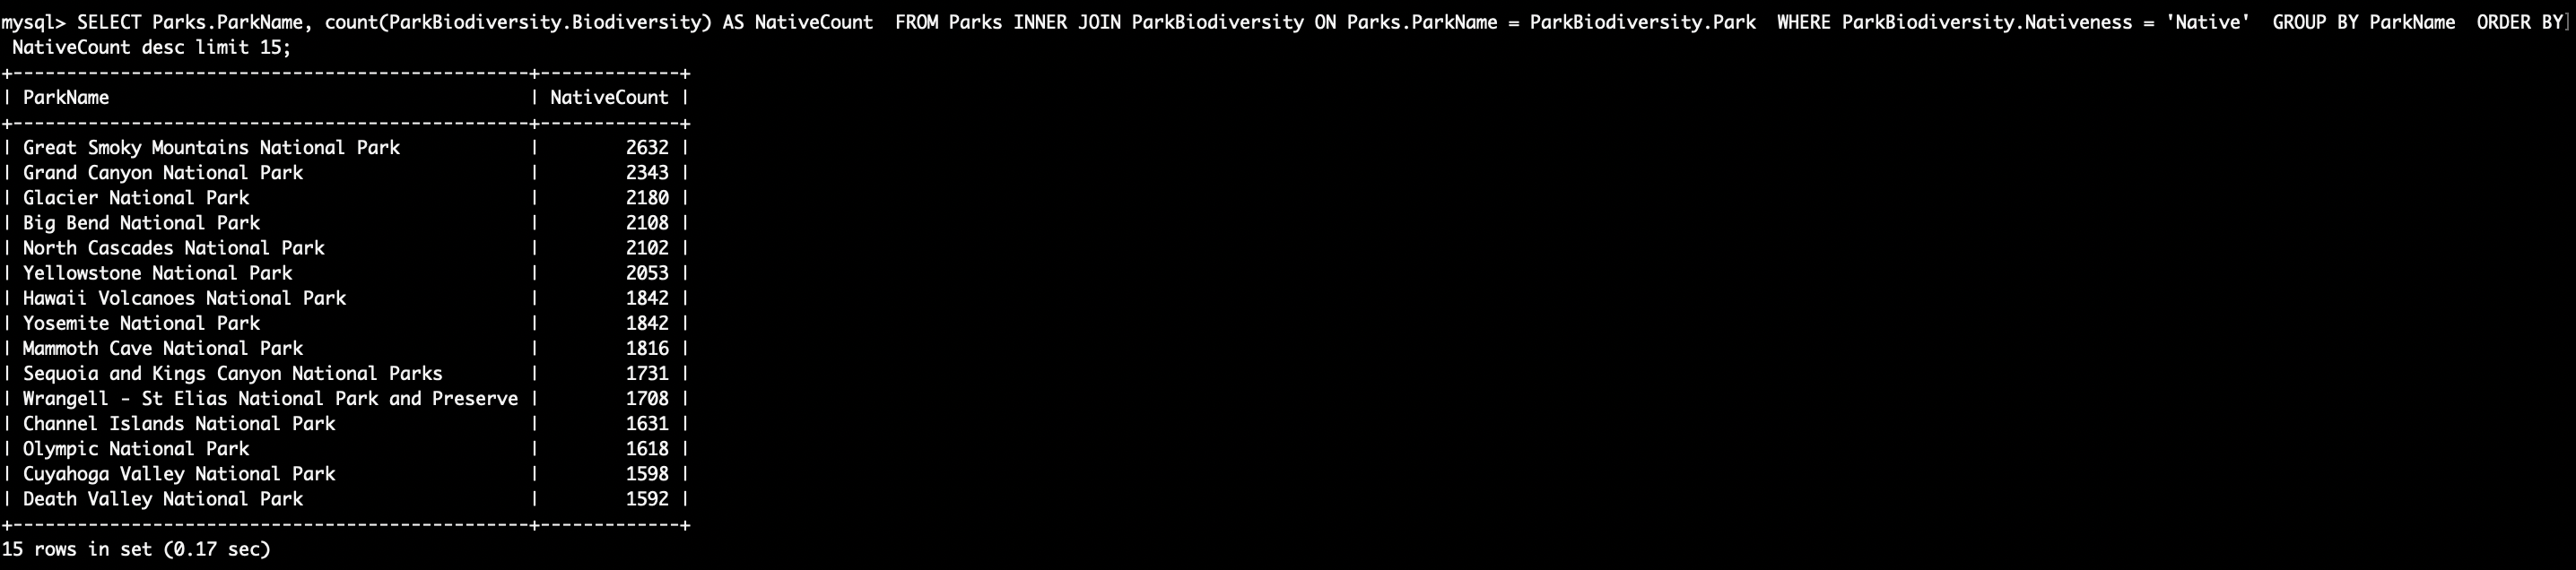 mysql> SELECT Parks.ParkName, count(ParkBiodiversity.Biodiversity) AS NativeCount  FROM Parks INNER JOIN ParkBiodiversity ON Parks.ParkName = ParkBiodiversity.Park  WHERE ParkBiodiversity.Nativeness = 'Native'  GROUP BY ParkName  ORDER BY]
 NativeCount desc limit 15;
+------------------------------------------------+-------------+
| ParkName                                       | NativeCount |
+------------------------------------------------+-------------+
| Great Smoky Mountains National Park            |        2632 |
| Grand Canyon National Park                     |        2343 |
| Glacier National Park                          |        2180 |
| Big Bend National Park                         |        2108 |
| North Cascades National Park                   |        2102 |
| Yellowstone National Park                      |        2053 |
| Hawaii Volcanoes National Park                 |        1842 |
| Yosemite National Park                         |        1842 |
| Mammoth Cave National Park                     |        1816 |
| Sequoia and Kings Canyon National Parks        |        1731 |
| Wrangell - St Elias National Park and Preserve |        1708 |
| Channel Islands National Park                  |        1631 |
| Olympic National Park                          |        1618 |
| Cuyahoga Valley National Park                  |        1598 |
| Death Valley National Park                     |        1592 |
+------------------------------------------------+-------------+
15 rows in set (0.17 sec)